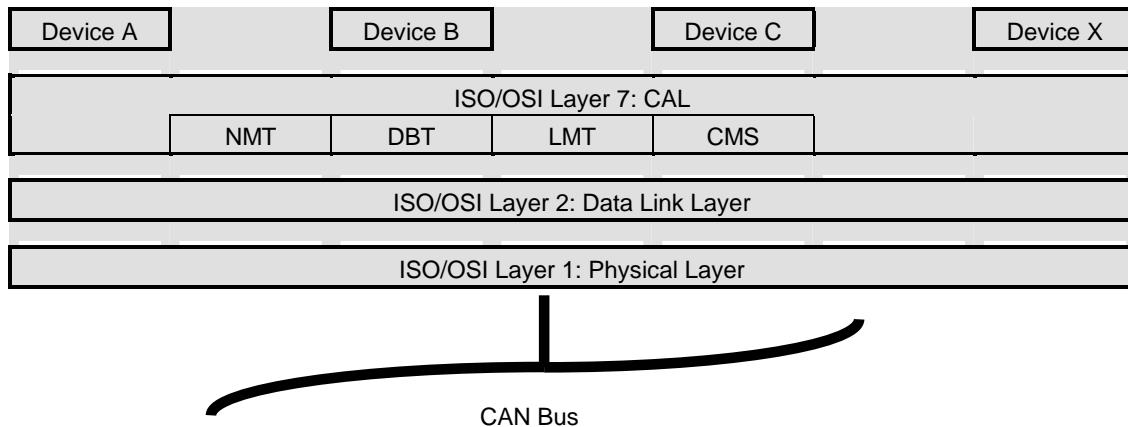 Device A Device B Device C Device X
ISO/OSI Layer 7: CAL
NMT DBT LMT CMS
ISO/OSI Layer 2: Data Link Layer
ISO/OSI Layer 1: Physical Layer
CAN Bus